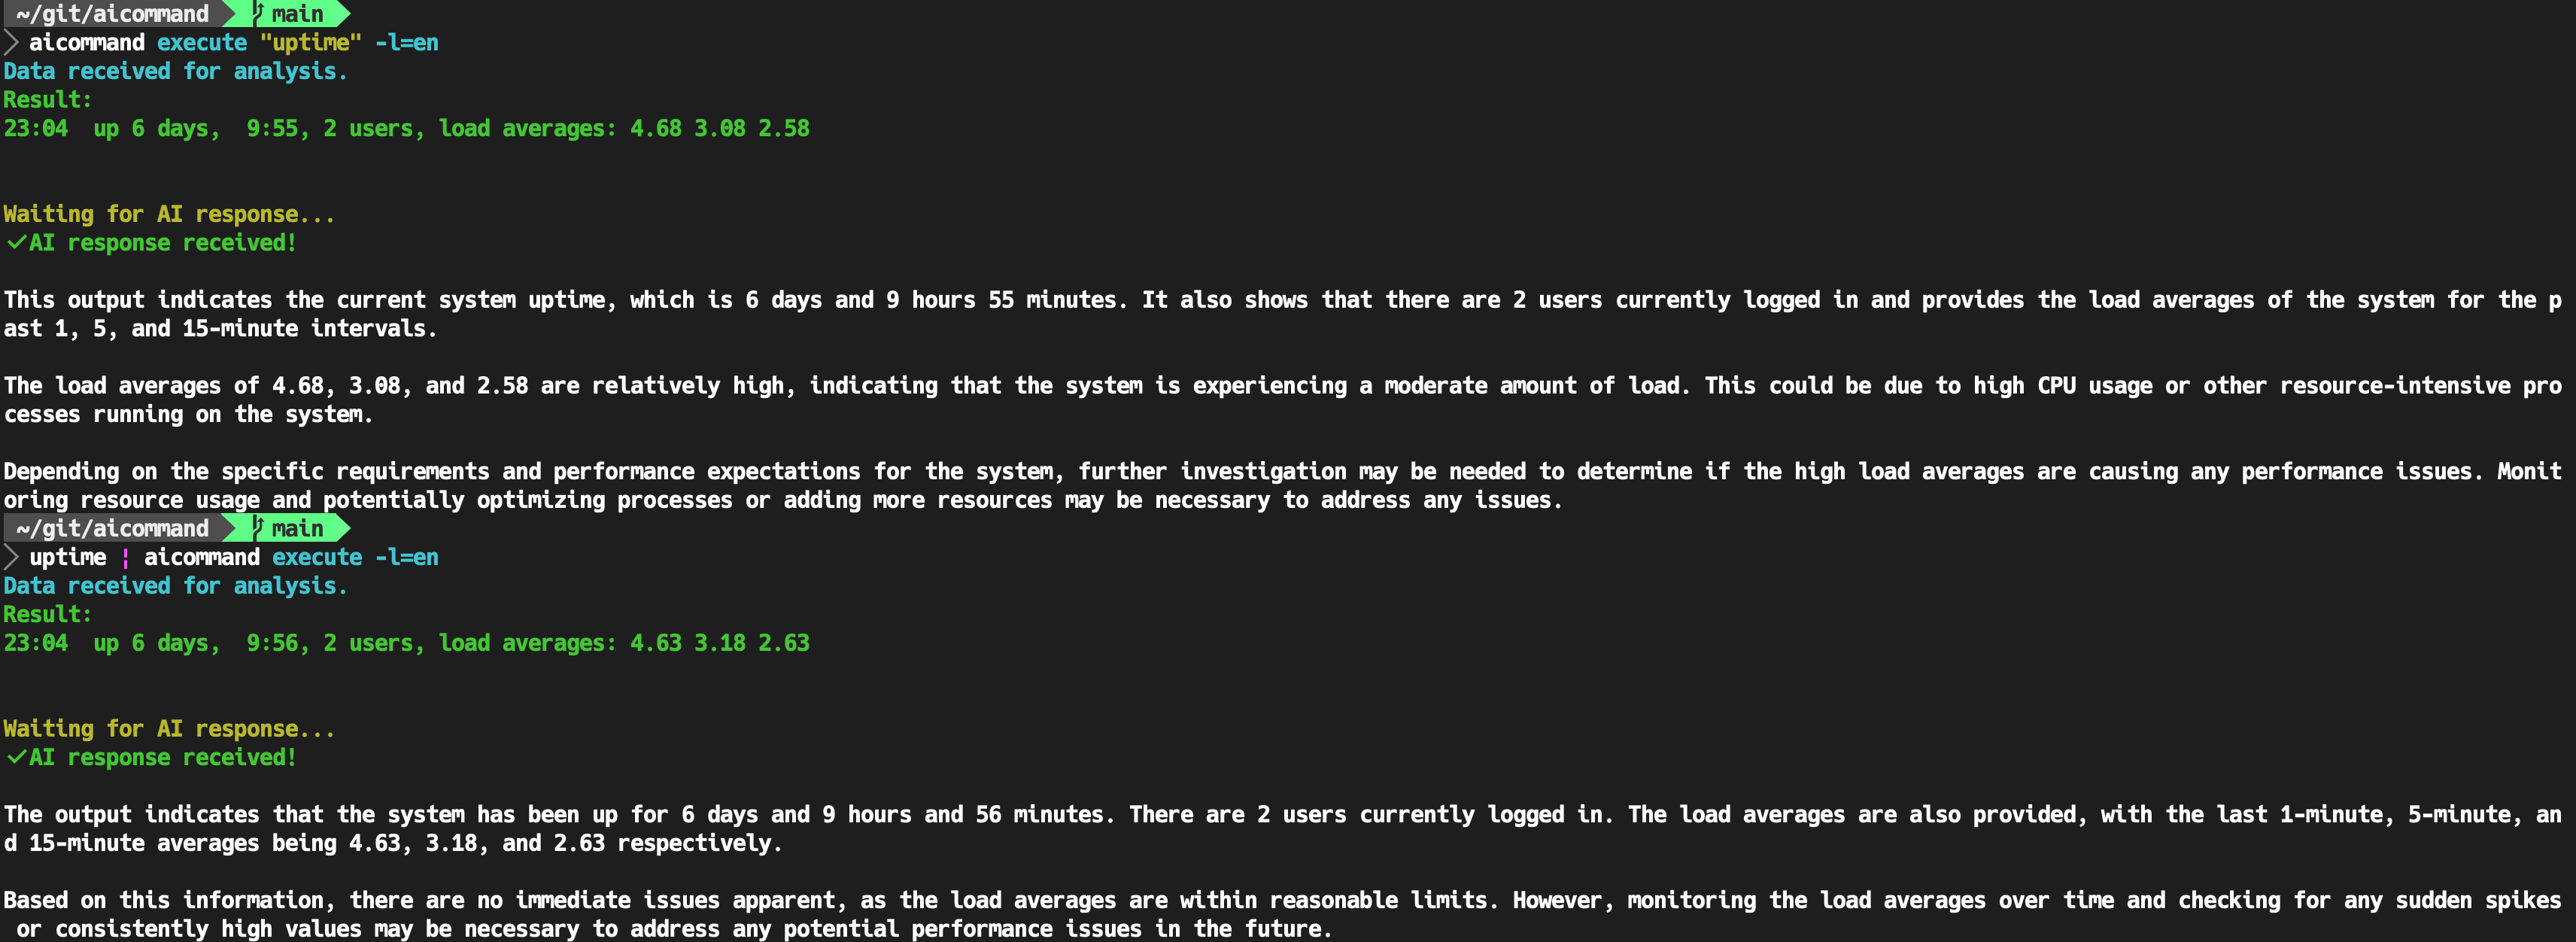 ~/git/aicommand main
aicommand execute "uptime" -l=en
Data received for analysis.
Result:
23:04  up 6 days,  9:55, 2 users, load averages: 4.68 3.08 2.58
Waiting for AI response...
✓AI response received!
This output indicates the current system uptime, which is 6 days and 9 hours 55 minutes. It also shows that there are 2 users currently logged in and provides the load averages of the system for the p
ast 1, 5, and 15-minute intervals.
The load averages of 4.68, 3.08, and 2.58 are relatively high, indicating that the system is experiencing a moderate amount of load. This could be due to high CPU usage or other resource-intensive pro
cesses running on the system.
Depending on the specific requirements and performance expectations for the system, further investigation may be needed to determine if the high load averages are causing any performance issues. Monit
oring resource usage and potentially optimizing processes or adding more resources may be necessary to address any issues.
~/git/aicommand main
uptime | aicommand execute -l=en
Data received for analysis.
Result:
23:04  up 6 days,  9:56, 2 users, load averages: 4.63 3.18 2.63
Waiting for AI response...
✓AI response received!
The output indicates that the system has been up for 6 days and 9 hours and 56 minutes. There are 2 users currently logged in. The load averages are also provided, with the last 1-minute, 5-minute, an
d 15-minute averages being 4.63, 3.18, and 2.63 respectively.
Based on this information, there are no immediate issues apparent, as the load averages are within reasonable limits. However, monitoring the load averages over time and checking for any sudden spikes
 or consistently high values may be necessary to address any potential performance issues in the future.